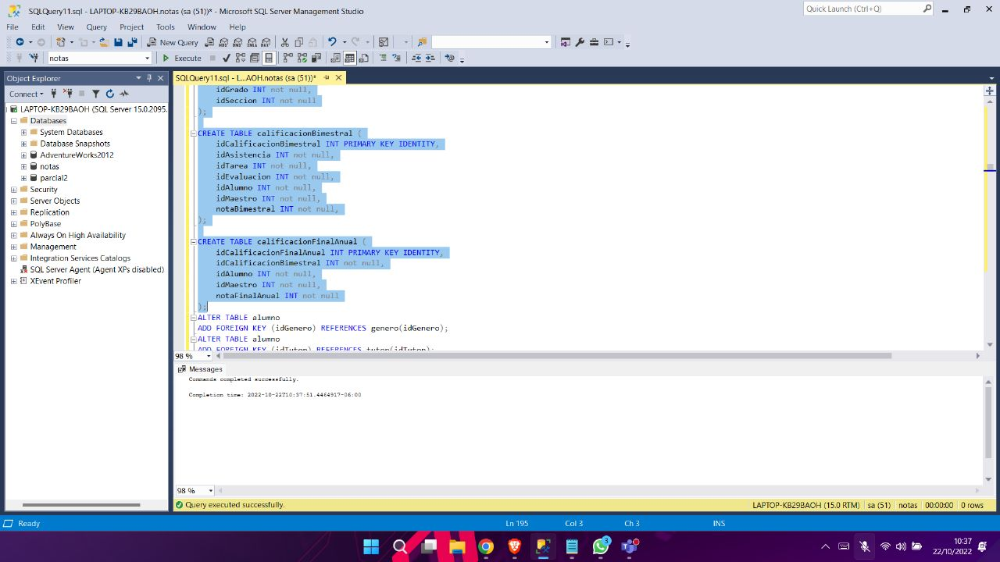 SQLQuery11.sql - LAPTOP-KB29BAOH.notas (sa (51))* - Microsoft SQL Server Management Studio
Quick Launch (Ctrl+Q)
File Edit View Query Project Tools Window Help
New Query
notas Execute
Object Explorer
Connect
LAPTOP-KB29BAOH (SQL Server 15.0.2095.
Databases
System Databases
Database Snapshots
AdventureWorks2012
notas
parcial2
Security
Server Objects
Replication
PolyBase
Always On High Availability
Management
Integration Services Catalogs
SQL Server Agent (Agent XPs disabled)
XEvent Profiler
SQLQuery11.sql - L...AOH.notas (sa (51))*
idGrado INT not null,
idSeccion INT not null
);
CREATE TABLE calificacionBimestral (
idCalificacionBimestral INT PRIMARY KEY IDENTITY,
idAsistencia INT not null,
idTarea INT not null,
idEvaluacion INT not null,
idAlumno INT not null,
idMaestro INT not null,
notaBimestral INT not null,
);
CREATE TABLE calificacionFinalAnual (
idCalificacionFinalAnual INT PRIMARY KEY IDENTITY,
idCalificacionBimestral INT not null,
idAlumno INT not null,
idMaestro INT not null,
notaFinalAnual INT not null
);
ALTER TABLE alumno
ADD FOREIGN KEY (idGenero) REFERENCES genero(idGenero);
ALTER TABLE alumno
ADD FOREIGN KEY (idTutor) REFERENCES tutor(idTutor);
98 %
Messages
Commands completed successfully.
Completion time: 2022-10-22T10:37:51.4464917-06:00
98 %
Query executed successfully. LAPTOP-KB29BAOH (15.0 RTM) sa (51) notas 00:00:00 0 rows
Ready Ln 195 Col 3 Ch 3 INS
3
10:37
22/10/2022